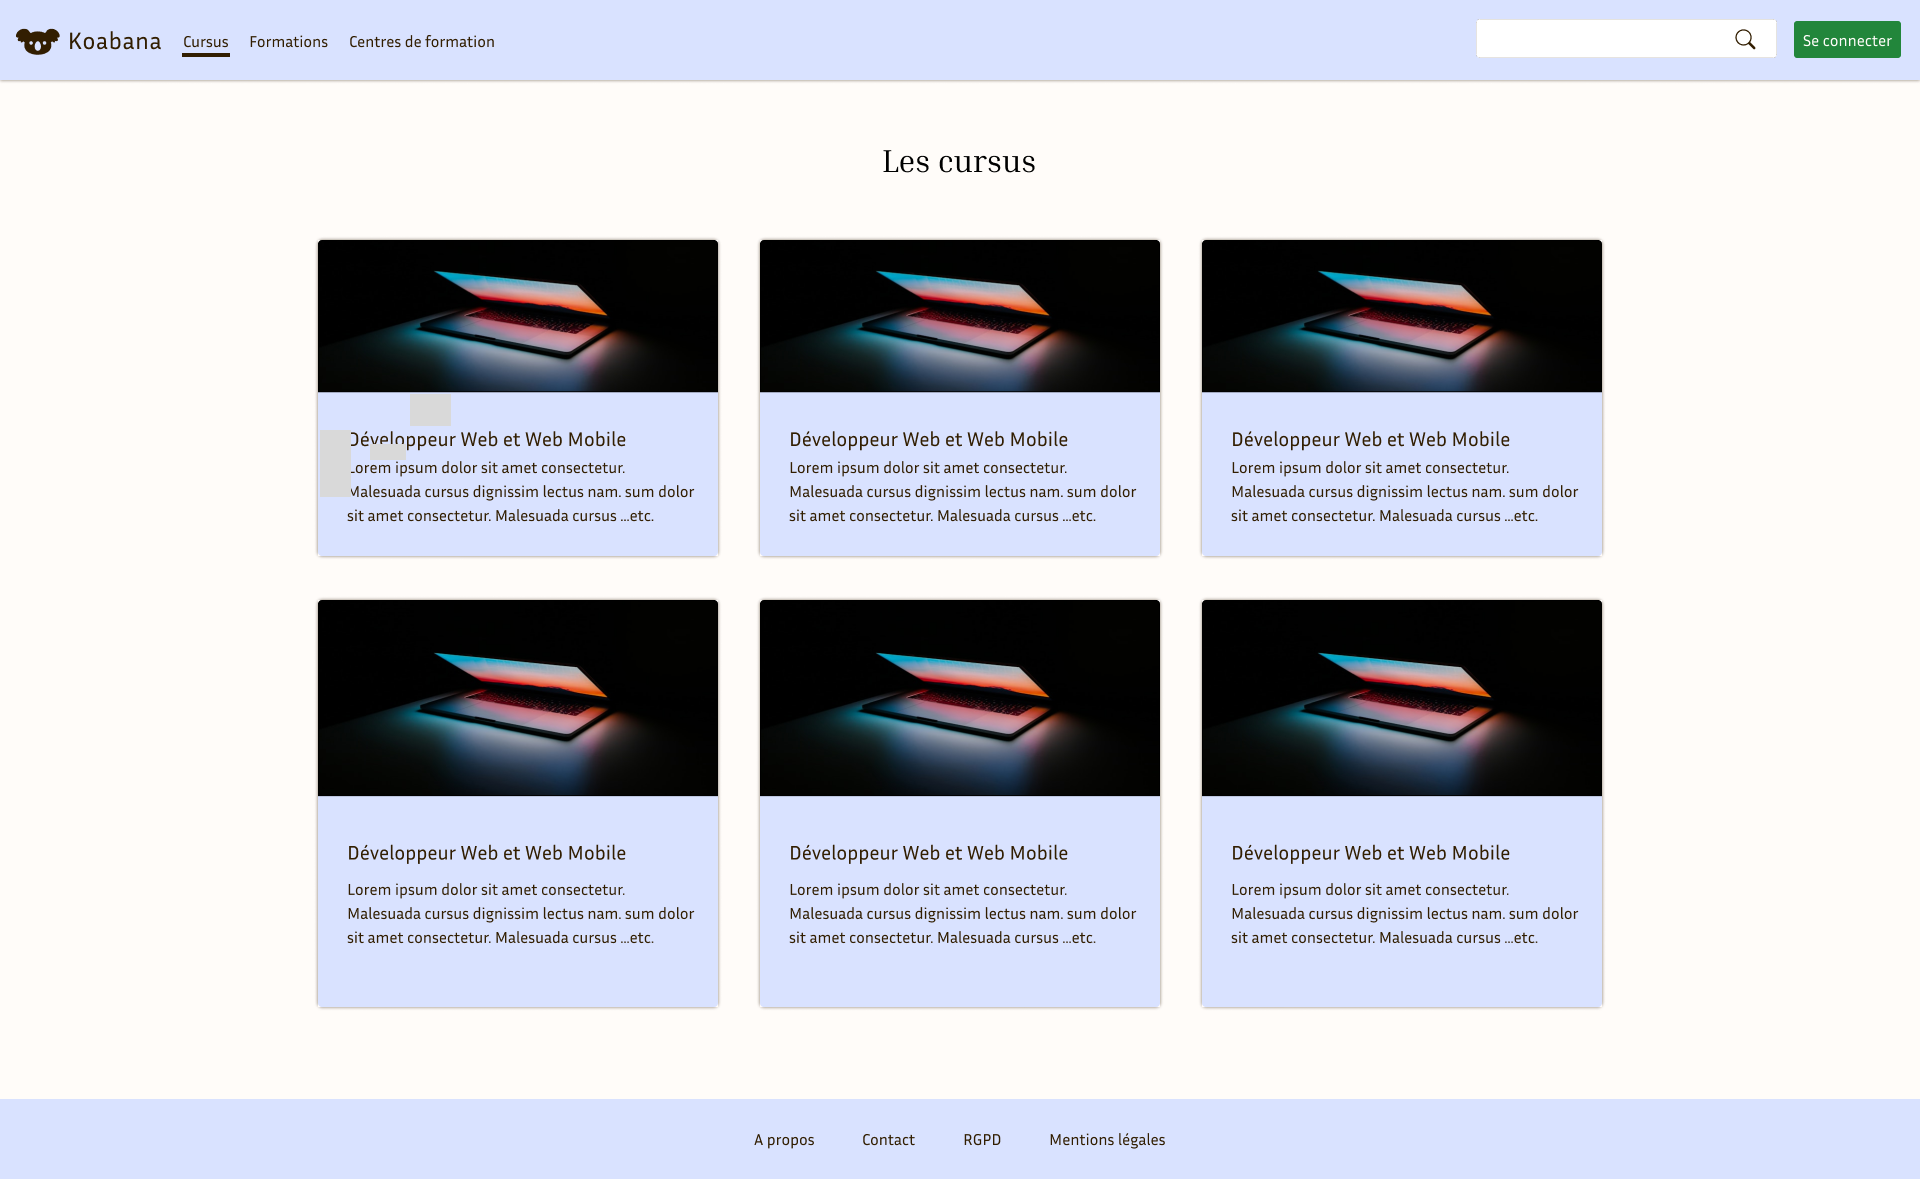 Koabana
Cursus
Formations
Centres de formation
Se connecter
Les cursus
Développeur Web et Web Mobile
Lorem ipsum dolor sit amet consectetur.
Malesuada cursus dignissim lectus nam. sum dolor
sit amet consectetur. Malesuada cursus ...etc.
Développeur Web et Web Mobile
Lorem ipsum dolor sit amet consectetur.
Malesuada cursus dignissim lectus nam. sum dolor
sit amet consectetur. Malesuada cursus ...etc.
Développeur Web et Web Mobile
Lorem ipsum dolor sit amet consectetur.
Malesuada cursus dignissim lectus nam. sum dolor
sit amet consectetur. Malesuada cursus ...etc.
Développeur Web et Web Mobile
Lorem ipsum dolor sit amet consectetur.
Malesuada cursus dignissim lectus nam. sum dolor
sit amet consectetur. Malesuada cursus ...etc.
Développeur Web et Web Mobile
Lorem ipsum dolor sit amet consectetur.
Malesuada cursus dignissim lectus nam. sum dolor
sit amet consectetur. Malesuada cursus ...etc.
Développeur Web et Web Mobile
Lorem ipsum dolor sit amet consectetur.
Malesuada cursus dignissim lectus nam. sum dolor
sit amet consectetur. Malesuada cursus ...etc.
A propos
Contact
RGPD
Mentions légales